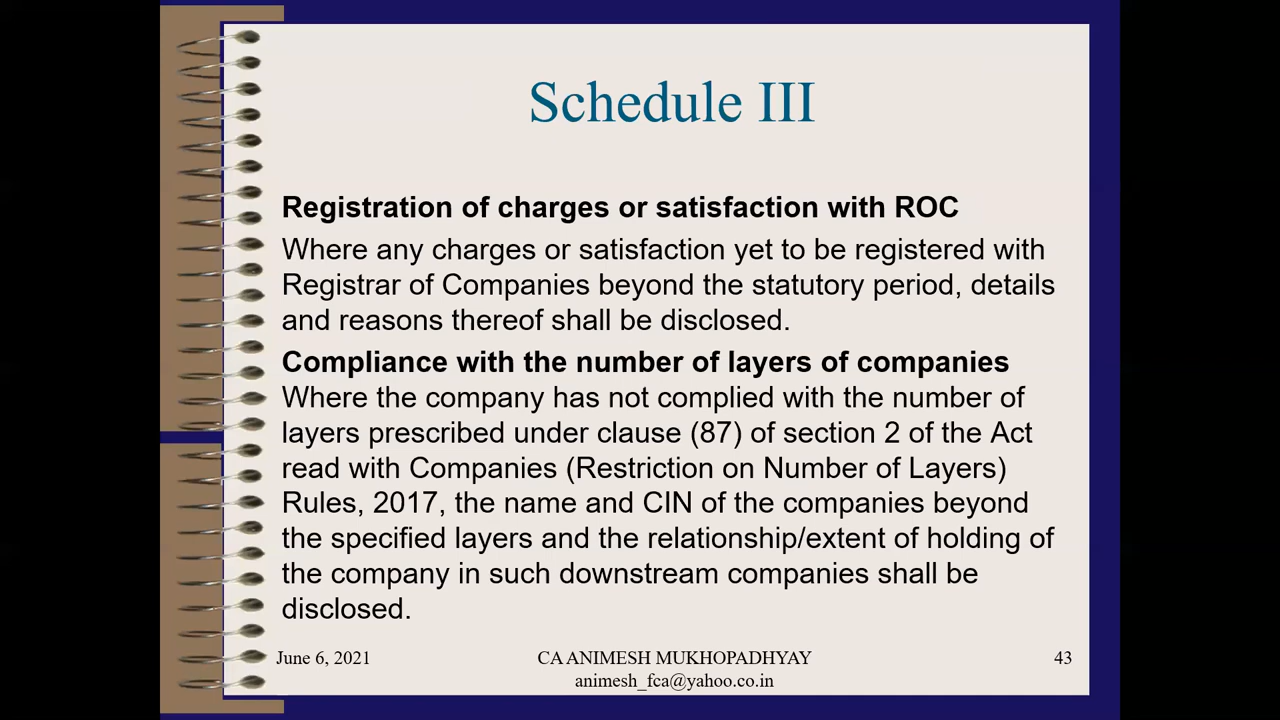 Schedule III
Registration of charges or satisfaction with ROC
Where any charges or satisfaction yet to be registered with
Registrar of Companies beyond the statutory period, details
and reasons thereof shall be disclosed.
Compliance with the number of layers of companies
Where the company has not complied with the number of
layers prescribed under clause (87) of section 2 of the Act
read with Companies (Restriction on Number of Layers)
Rules, 2017, the name and CIN of the companies beyond
the specified layers and the relationship/extent of holding of
the company in such downstream companies shall be
disclosed.
June 6, 2021
CA ANIMESH MUKHOPADHYAY
animesh_fca@yahoo.co.in
43